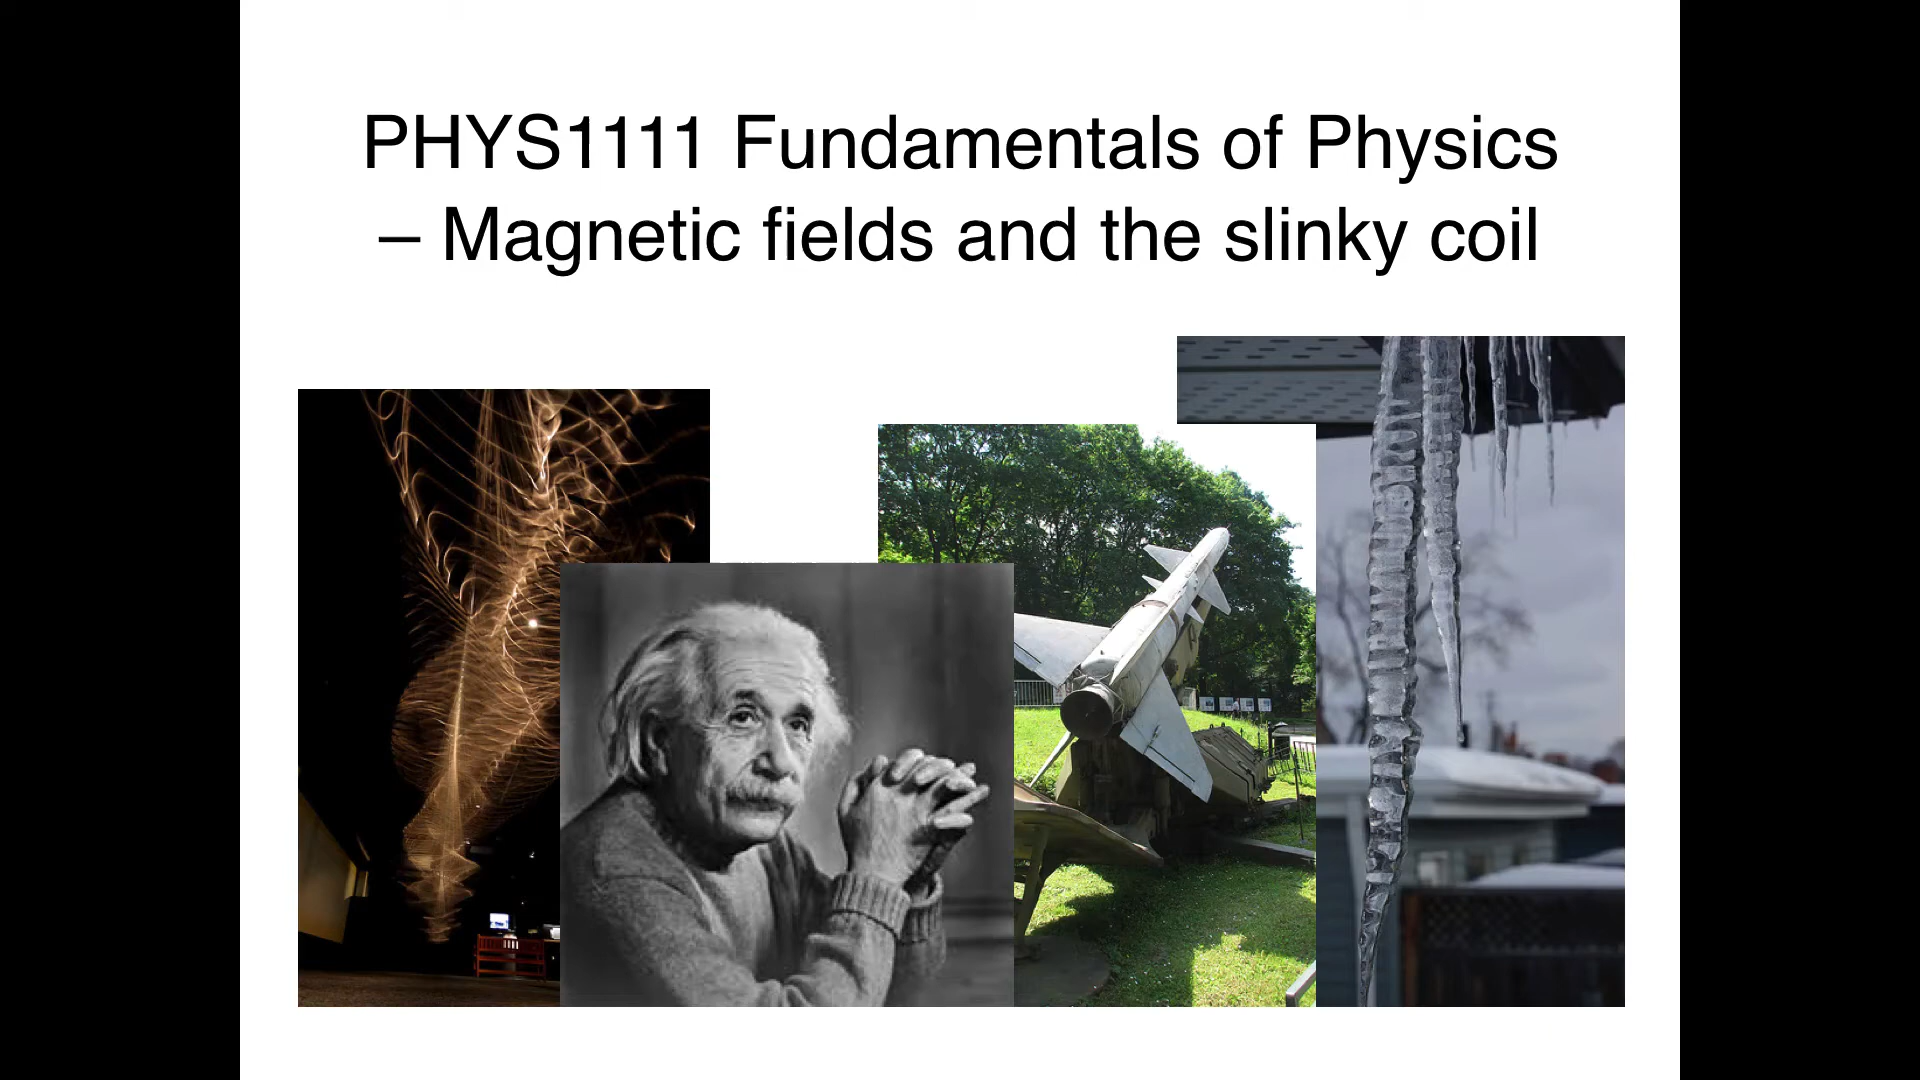 PHYS1111 Fundamentals of Physics
– Magnetic fields and the slinky coil